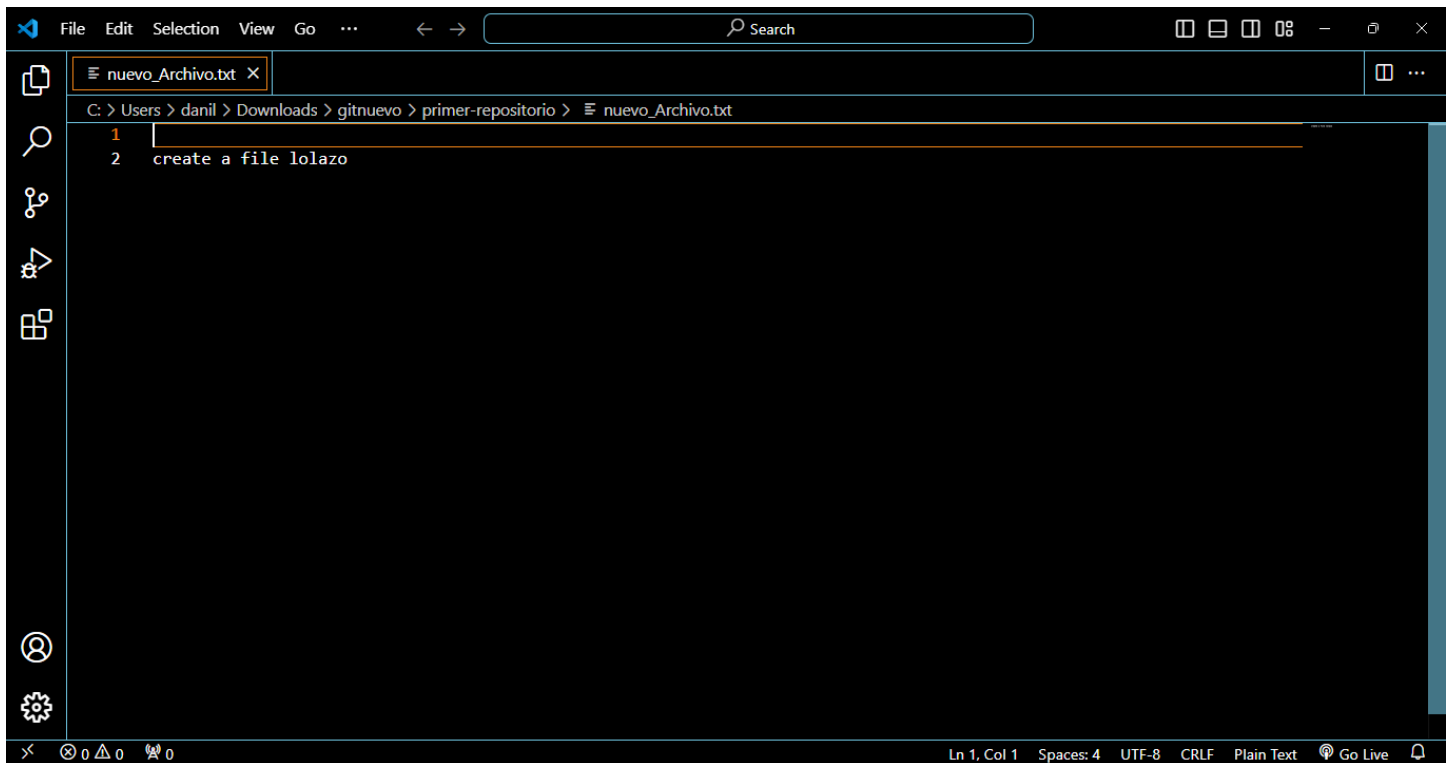 File Edit Selection View Go ··· Search
nuevo_Archivo.txt
C: > Users > danil > Downloads > gitnuevo > primer-repositorio > nuevo_Archivo.txt
1
2 create a file lolazo
0 0 0 Ln 1, Col 1 Spaces: 4 UTF-8 CRLF Plain Text Go Live